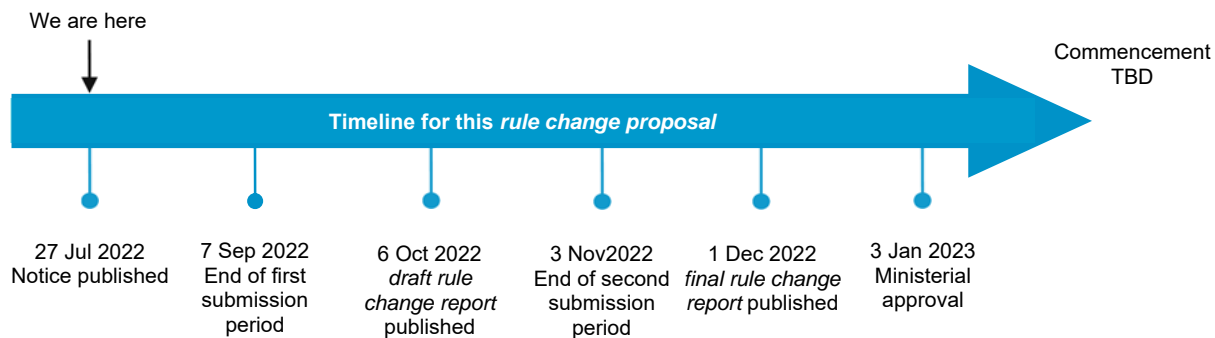 We are here
Commencement
TBD
Timeline for this rule change proposal
27 Jul 2022
Notice published
7 Sep 2022
End of first
submission
period
6 Oct 2022
draft rule
change report
published
3 Nov2022
End of second
submission
period
1 Dec 2022
final rule change
report published
3 Jan 2023
Ministerial
approval